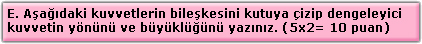 E. Aşağıdaki kuvvetlerin bileşkesini kutuya çizip dengeleyici
kuvvetin yönünü ve büyüklüğünü yazınız. (5x2= 10 puan)